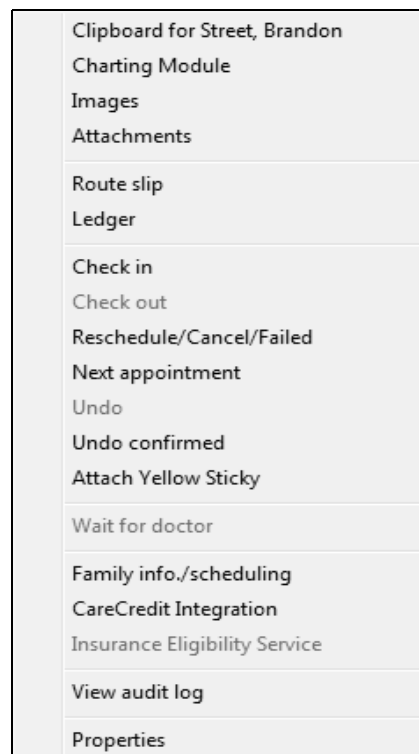 Clipboard for Street, Brandon
Charting Module
Images
Attachments
Route slip
Ledger
Check in
Check out
Reschedule/Cancel/Failed
Next appointment
Undo
Undo confirmed
Attach Yellow Sticky
Wait for doctor
Family info./scheduling
CareCredit Integration
Insurance Eligibility Service
View audit log
Properties